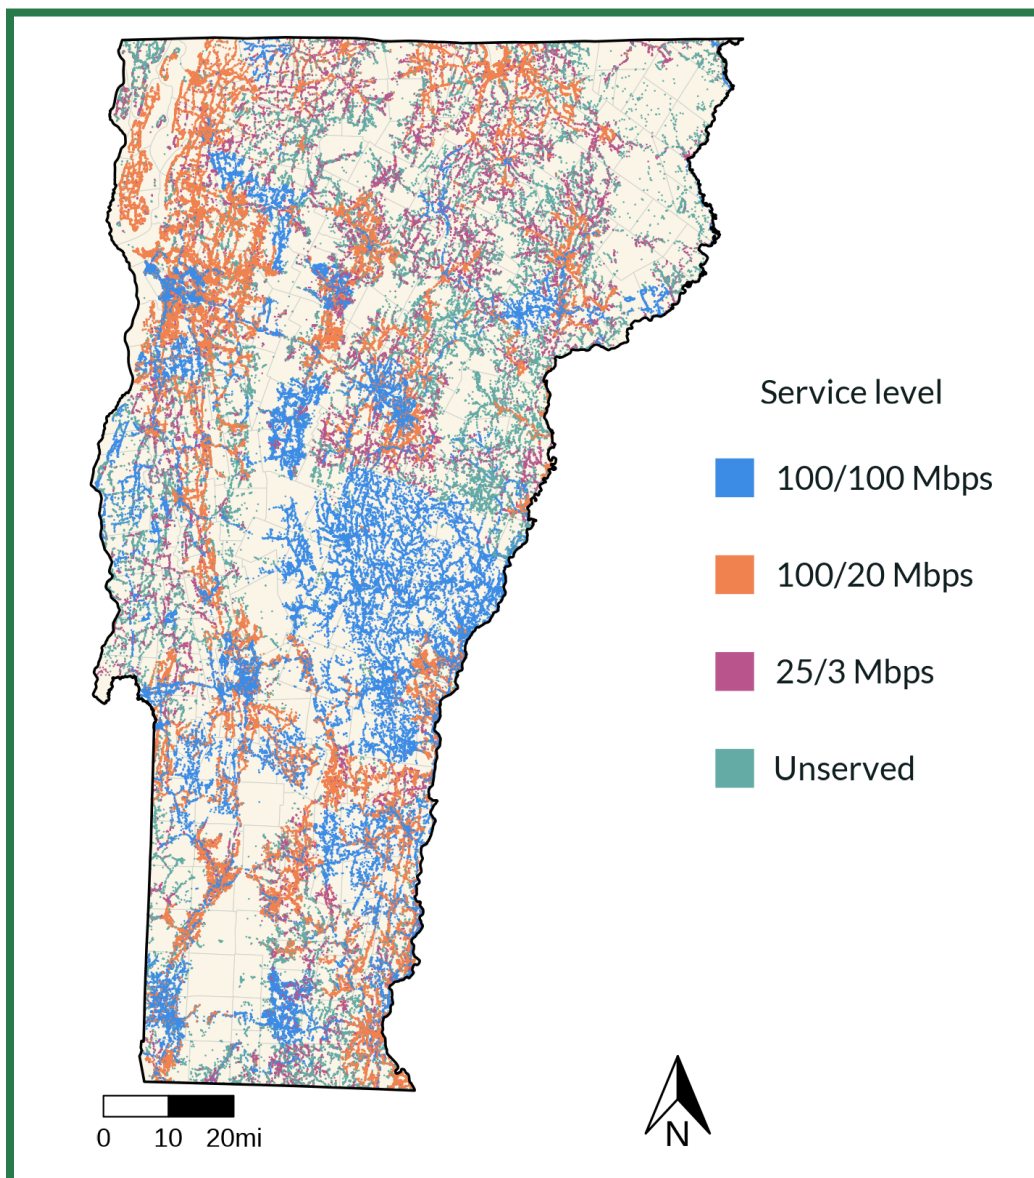 Service level
100/100 Mbps
100/20 Mbps
25/3 Mbps
Unserved
0 10 20mi
N